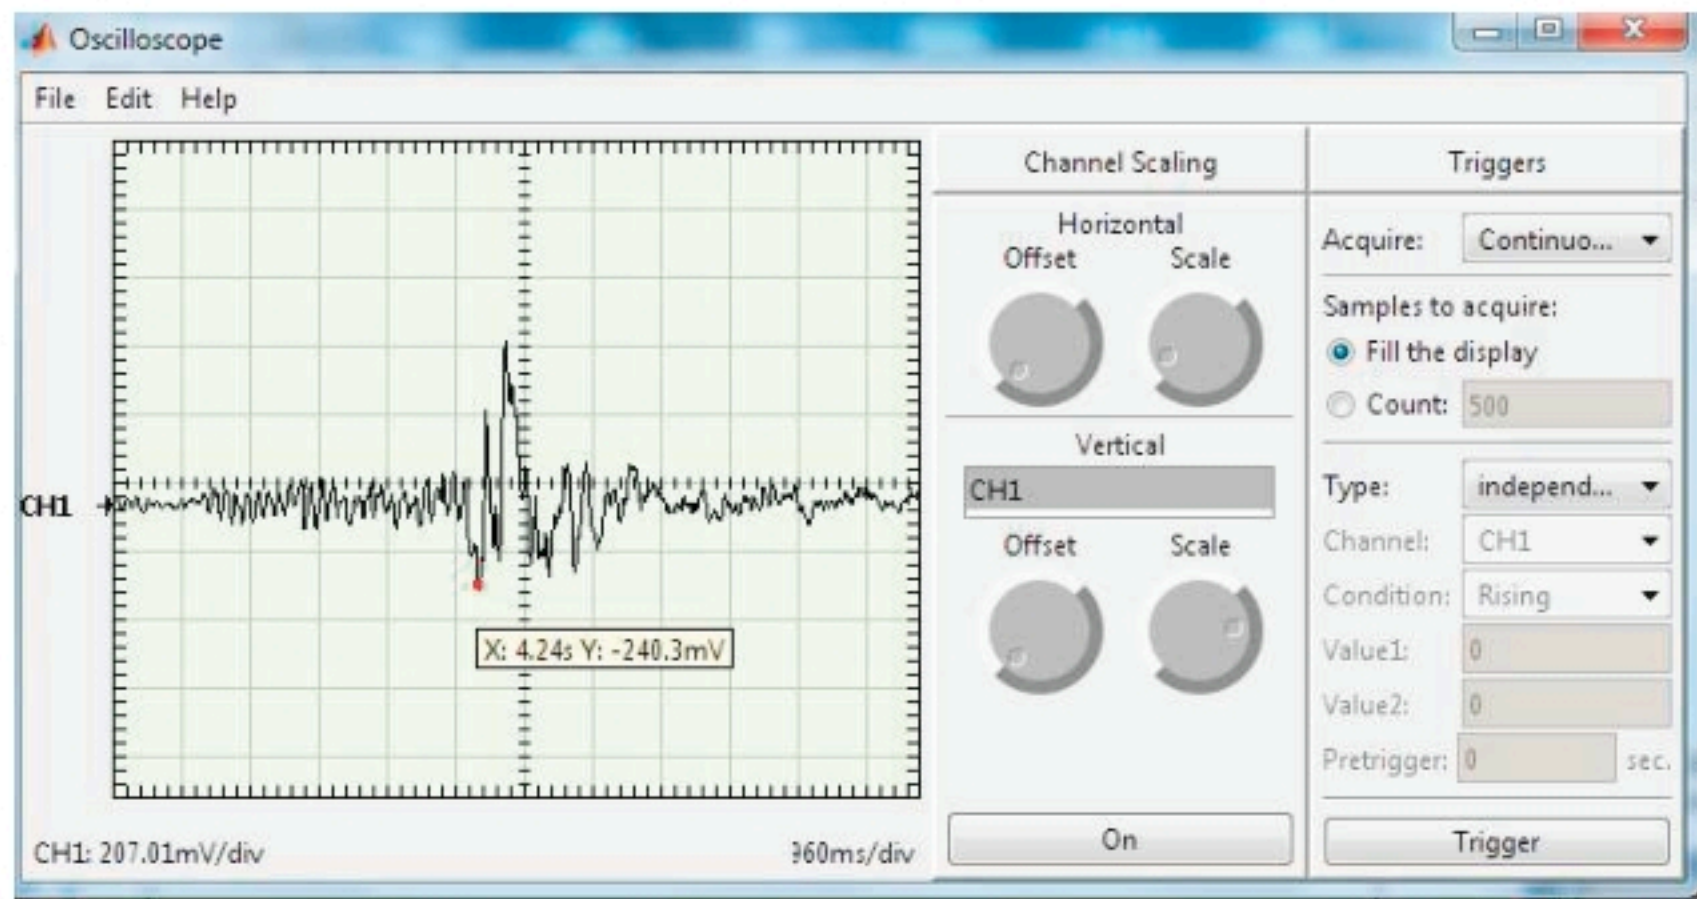 Oscilloscope
File Edit Help
CH1
X: 4.24s Y: -240.3mV
CH1: 207.01mV/div
960ms/div
Channel Scaling
Horizontal
Offset Scale
Vertical
CH1
Offset Scale
On
Triggers
Acquire: Continuo...
Samples to acquire:
Fill the display
Count: 500
Type: independ...
Channel: CH1
Condition: Rising
Value1: 0
Value2: 0
Pretrigger: 0 sec.
Trigger